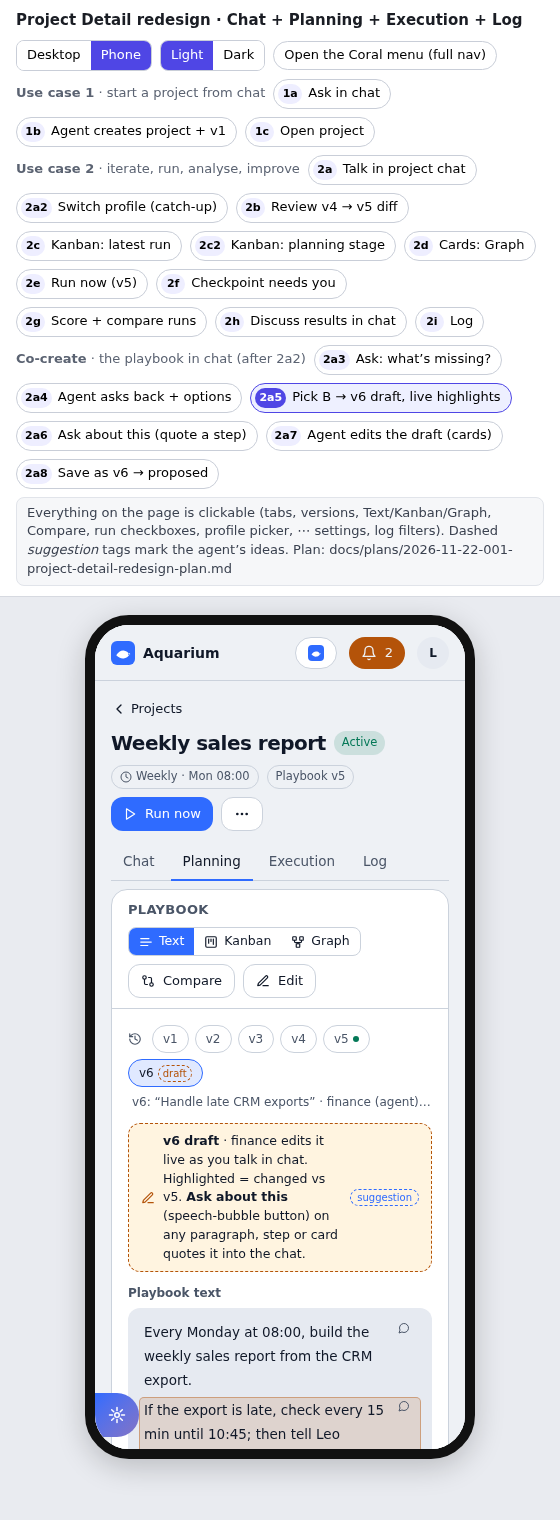 Project Detail redesign · Chat + Planning + Execution + Log
Desktop Phone Light Dark Open the Coral menu (full nav)
Use case 1 · start a project from chat 1a Ask in chat
1b Agent creates project + v1 1c Open project
Use case 2 · iterate, run, analyse, improve 2a Talk in project chat
2a2 Switch profile (catch-up) 2b Review v4 → v5 diff
2c Kanban: latest run 2c2 Kanban: planning stage 2d Cards: Graph
2e Run now (v5) 2f Checkpoint needs you
2g Score + compare runs 2h Discuss results in chat 2i Log
Co-create · the playbook in chat (after 2a2) 2a3 Ask: what’s missing?
2a4 Agent asks back + options 2a5 Pick B → v6 draft, live highlights
2a6 Ask about this (quote a step) 2a7 Agent edits the draft (cards)
2a8 Save as v6 → proposed
Everything on the page is clickable (tabs, versions, Text/Kanban/Graph,
Compare, run checkboxes, profile picker, ··· settings, log filters). Dashed
suggestion tags mark the agent’s ideas. Plan: docs/plans/2026-11-22-001-
project-detail-redesign-plan.md
Aquarium 2 L
Projects
Weekly sales report Active
Weekly · Mon 08:00 Playbook v5
Run now
Chat Planning Execution Log
PLAYBOOK
Text Kanban Graph
Compare Edit
v1 v2 v3 v4 v5
v6 draft
v6: “Handle late CRM exports” · finance (agent)…
v6 draft · finance edits it
live as you talk in chat.
Highlighted = changed vs
v5. Ask about this
(speech-bubble button) on
any paragraph, step or card
quotes it into the chat.
suggestion
Playbook text
Every Monday at 08:00, build the
weekly sales report from the CRM
export.
If the export is late, check every 15
min until 10:45; then tell Leo